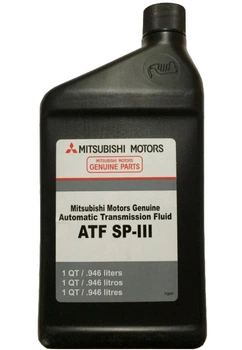 MITSUBISHI MOTORS
MITSUBISHI MOTORS
GENUINE PARTS
Mitsubishi Motors Genuine
Automatic Transmission Fluid
ATF SP-III
1 QT / .946 liters
1 QT / .946 litros
1 QT / .946 litres